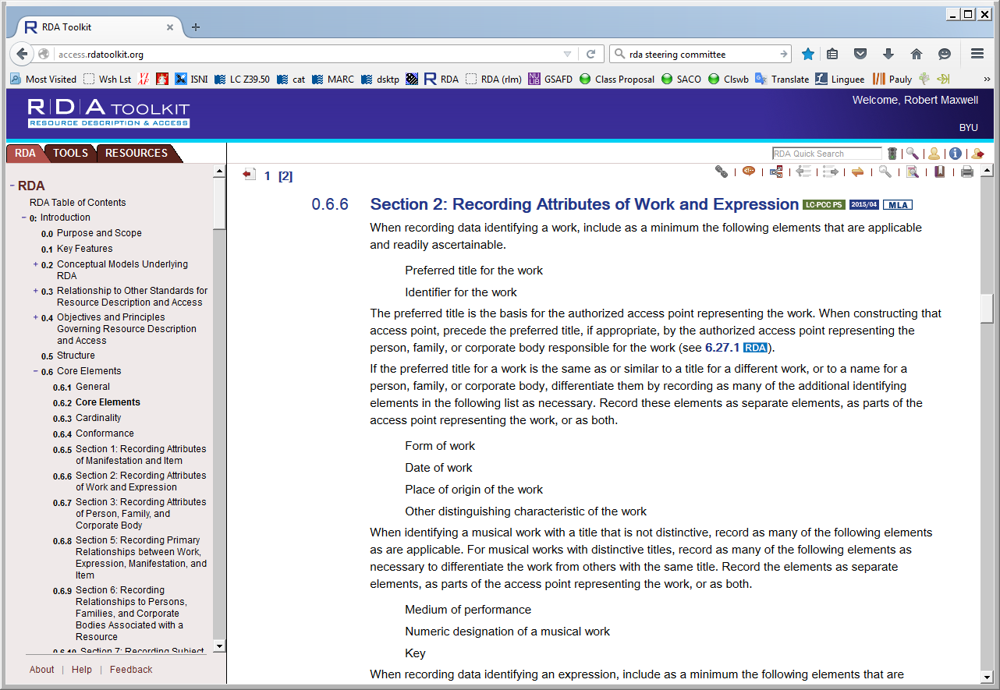 RDA Toolkit
access.rdatoolkit.org
rda steering committee
Most Visited Wsh Lst ISNI LC Z39.50 cat MARC dsktp RDA RDA (rlm) GSAFD Class Proposal SACO Clswb Translate Linguee Pauly »
R|D|A TOOLKIT
RESOURCE DESCRIPTION & ACCESS
Welcome, Robert Maxwell
BYU
RDA TOOLS RESOURCES
RDA Quick Search
- RDA
RDA Table of Contents
- 0: Introduction
0.0 Purpose and Scope
0.1 Key Features
+ 0.2 Conceptual Models Underlying
RDA
+ 0.3 Relationship to Other Standards for
Resource Description and Access
+ 0.4 Objectives and Principles
Governing Resource Description
and Access
0.5 Structure
- 0.6 Core Elements
0.6.1 General
0.6.2 Core Elements
0.6.3 Cardinality
0.6.4 Conformance
0.6.5 Section 1: Recording Attributes
of Manifestation and Item
0.6.6 Section 2: Recording Attributes
of Work and Expression
0.6.7 Section 3: Recording Attributes
of Person, Family, and
Corporate Body
0.6.8 Section 5: Recording Primary
Relationships between Work,
Expression, Manifestation, and
Item
0.6.9 Section 6: Recording
Relationships to Persons,
Families, and Corporate
Bodies Associated with a
Resource
0.6.10 Section 7: Recording Subject
About | Help | Feedback
1 [2]
0.6.6 Section 2: Recording Attributes of Work and Expression LC-PCC PS 2015/04 MLA
When recording data identifying a work, include as a minimum the following elements that are applicable
and readily ascertainable.
Preferred title for the work
Identifier for the work
The preferred title is the basis for the authorized access point representing the work. When constructing that
access point, precede the preferred title, if appropriate, by the authorized access point representing the
person, family, or corporate body responsible for the work (see 6.27.1 RDA).
If the preferred title for a work is the same as or similar to a title for a different work, or to a name for a
person, family, or corporate body, differentiate them by recording as many of the additional identifying
elements in the following list as necessary. Record these elements as separate elements, as parts of the
access point representing the work, or as both.
Form of work
Date of work
Place of origin of the work
Other distinguishing characteristic of the work
When identifying a musical work with a title that is not distinctive, record as many of the following elements
as are applicable. For musical works with distinctive titles, record as many of the following elements as
necessary to differentiate the work from others with the same title. Record the elements as separate
elements, as parts of the access point representing the work, or as both.
Medium of performance
Numeric designation of a musical work
Key
When recording data identifying an expression, include as a minimum the following elements that are